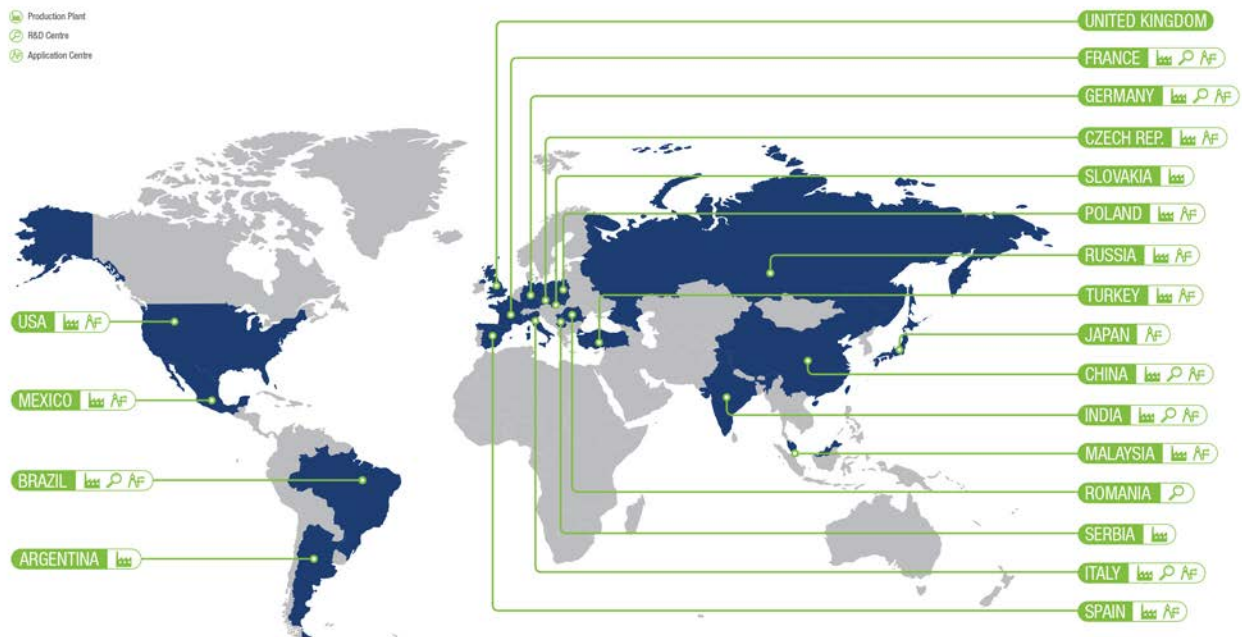 Production Plant
R&D Centre
Application Centre
UNITED KINGDOM
FRANCE
GERMANY
CZECH REP.
SLOVAKIA
POLAND
RUSSIA
TURKEY
JAPAN
CHINA
INDIA
MALAYSIA
ROMANIA
SERBIA
ITALY
SPAIN
USA
MEXICO
BRAZIL
ARGENTINA